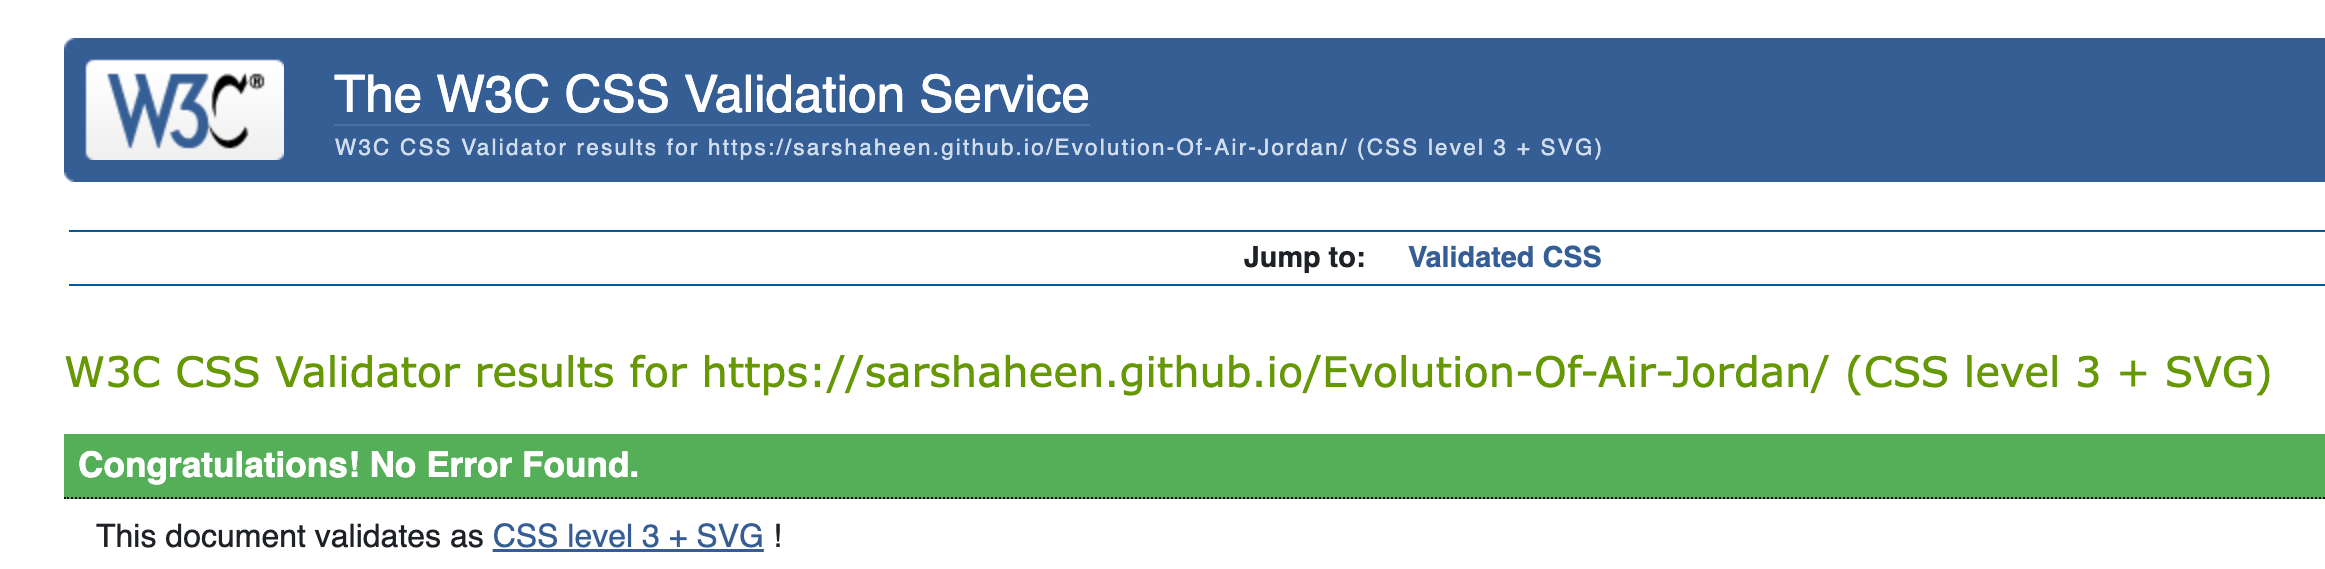 W3C®
The W3C CSS Validation Service
W3C CSS Validator results for https://sarshaheen.github.io/Evolution-Of-Air-Jordan/ (CSS level 3 + SVG)
Jump to: Validated CSS
W3C CSS Validator results for https://sarshaheen.github.io/Evolution-Of-Air-Jordan/ (CSS level 3 + SVG)
Congratulations! No Error Found.
This document validates as CSS level 3 + SVG !